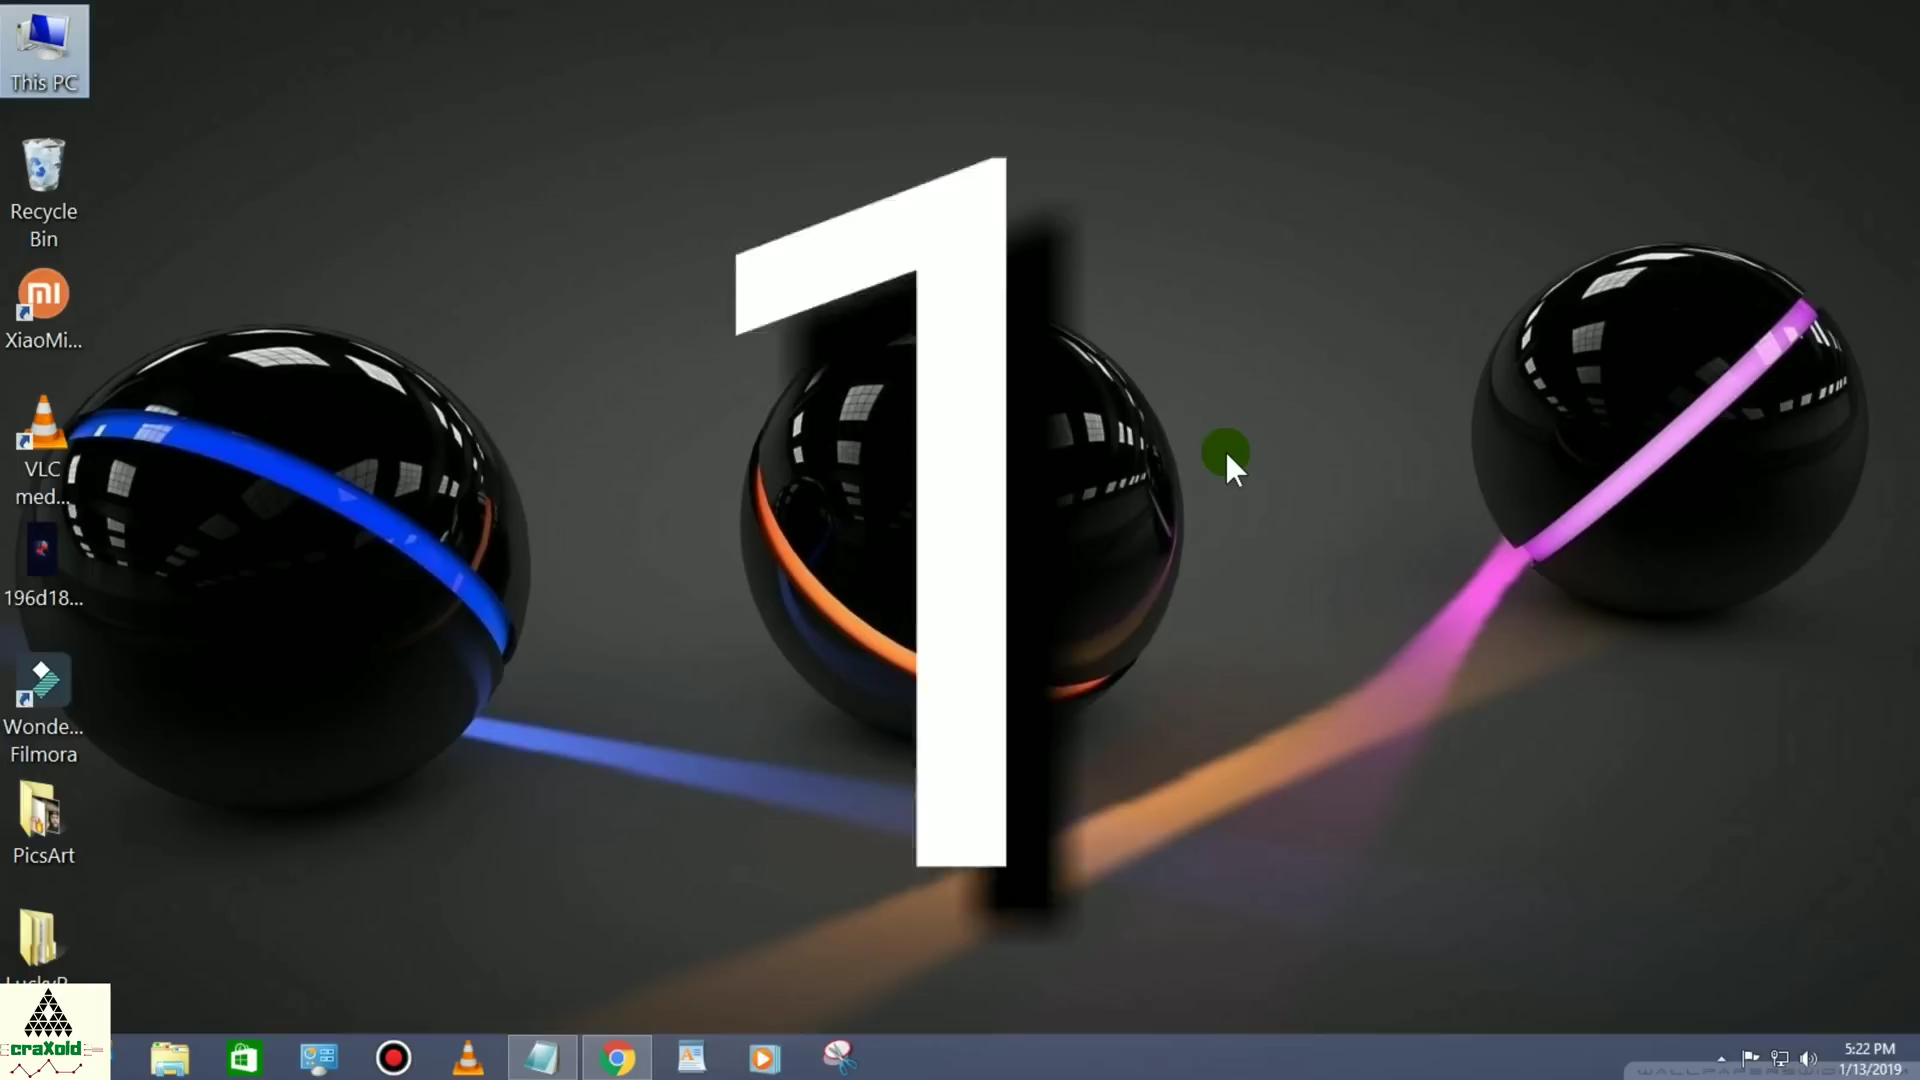 This PC
Recycle
Bin
XiaoMi...
VLC
med...
196d18...
Wonde...
Filmora
PicsArt
1
craXoid
5:22 PM
1/13/2019